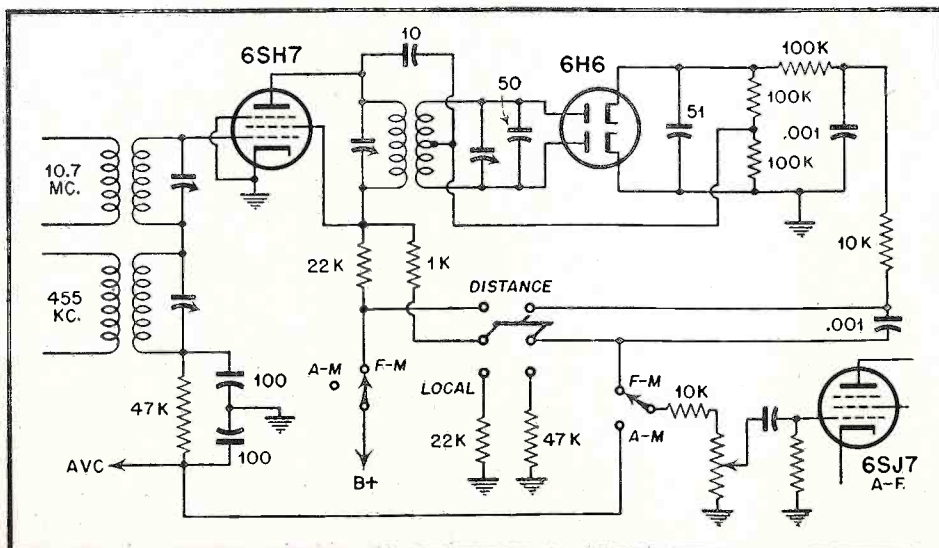 10
6SH7
6H6
100K
50
51
100K
.001
100K
10.7
MC.
10K
22K
1K
DISTANCE
455
KC.
.001
A-M
F-M
LOCAL
F-M
100
10K
47K
A-M
22K
47K
100
6SJ7
A-F.
AVC
B+